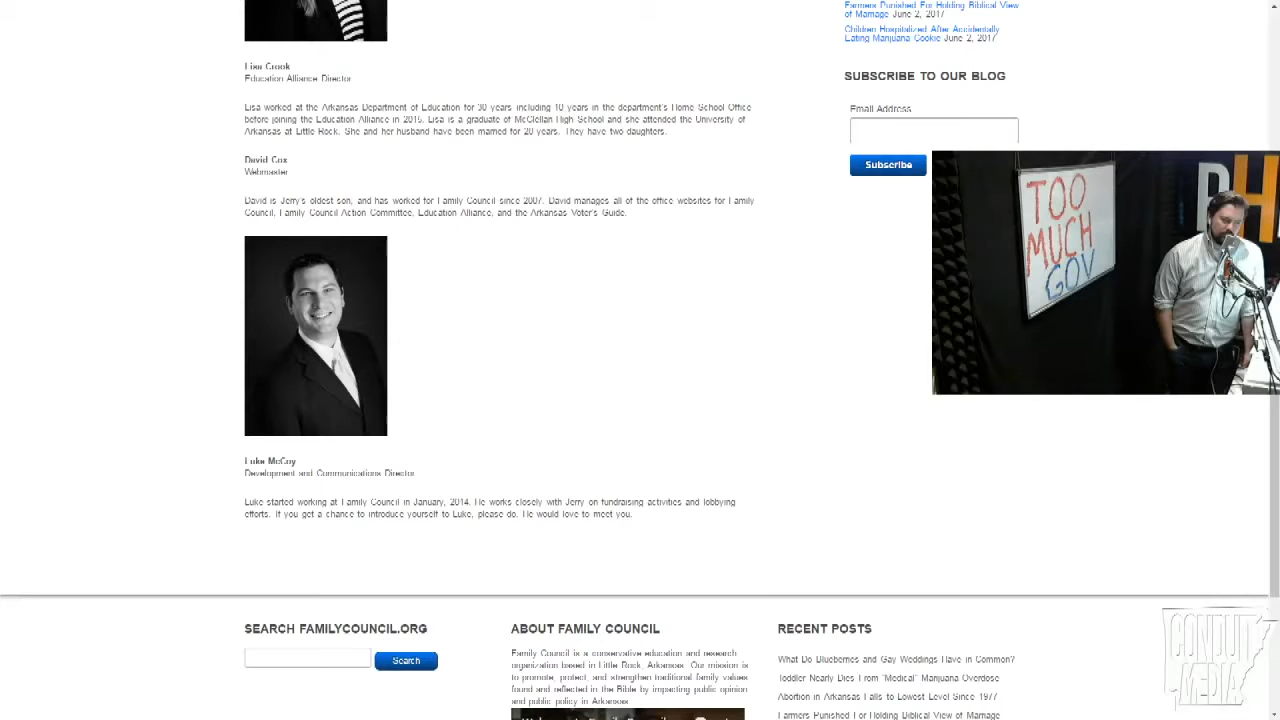 Farmers Punished For Holding Biblical View
of Marriage June 2, 2017
Children Hospitalized After Accidentally
Eating Marijuana Cookie June 2, 2017
SUBSCRIBE TO OUR BLOG
Email Address
Subscribe
Lisa Crook
Education Alliance Director
Lisa worked at the Arkansas Department of Education for 30 years including 10 years in the department's Home School Office
before joining the Education Alliance in 2015. Lisa is a graduate of McClellan High School and she attended the University of
Arkansas at Little Rock. She and her husband have been married for 20 years. They have two daughters.
David Cox
Webmaster
David is Jerry's oldest son, and has worked for Family Council since 2007. David manages all of the office websites for Family
Council, Family Council Action Committee, Education Alliance, and the Arkansas Voter's Guide.
TOO
MUCH
GOV
DH
Luke McCoy
Development and Communications Director
Luke started working at Family Council in January, 2014. He works closely with Jerry on fundraising activities and lobbying
efforts. If you get a chance to introduce yourself to Luke, please do. He would love to meet you.
SEARCH FAMILYCOUNCIL.ORG
Search
ABOUT FAMILY COUNCIL
Family Council is a conservative education and research
organization based in Little Rock, Arkansas. Our mission is
to promote, protect, and strengthen traditional family values
found and reflected in the Bible by impacting public opinion
and public policy in Arkansas.
RECENT POSTS
What Do Blueberries and Gay Weddings Have in Common?
Toddler Nearly Dies From "Medical" Marijuana Overdose
Abortion in Arkansas Falls to Lowest Level Since 1977
Farmers Punished For Holding Biblical View of Marriage
CONDUIT
MEDIA